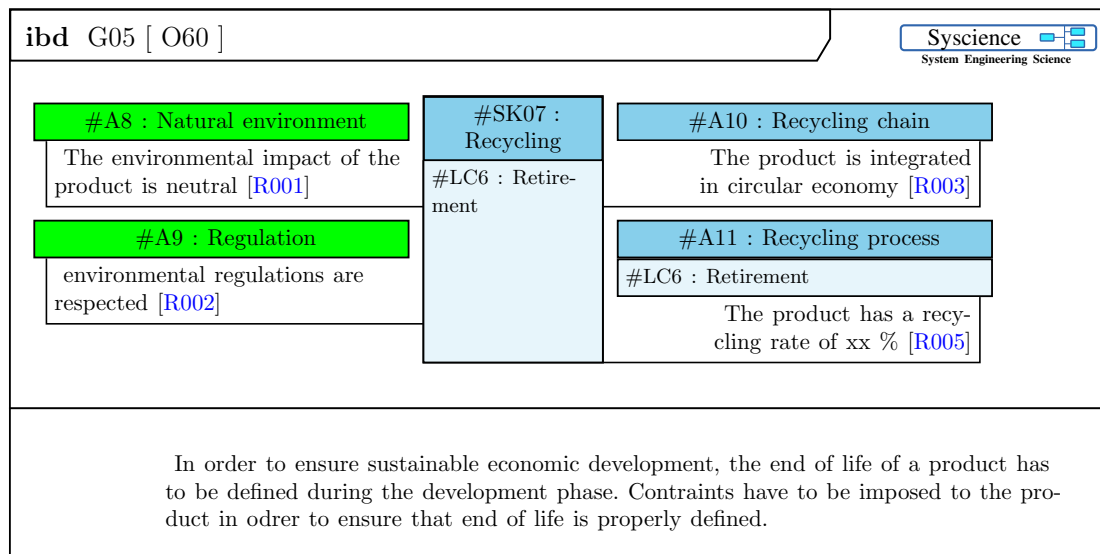 ibd G05 [ O60 ]
Syscience
System Engineering Science
#A8 : Natural environment
The environmental impact of the
product is neutral [R001]
#A9 : Regulation
environmental regulations are
respected [R002]
#SK07 :
Recycling
#LC6 : Retire-
ment
#A10 : Recycling chain
The product is integrated
in circular economy [R003]
#A11 : Recycling process
#LC6 : Retirement
The product has a recy-
cling rate of xx % [R005]
In order to ensure sustainable economic development, the end of life of a product has
to be defined during the development phase. Contraints have to be imposed to the pro-
duct in odrer to ensure that end of life is properly defined.